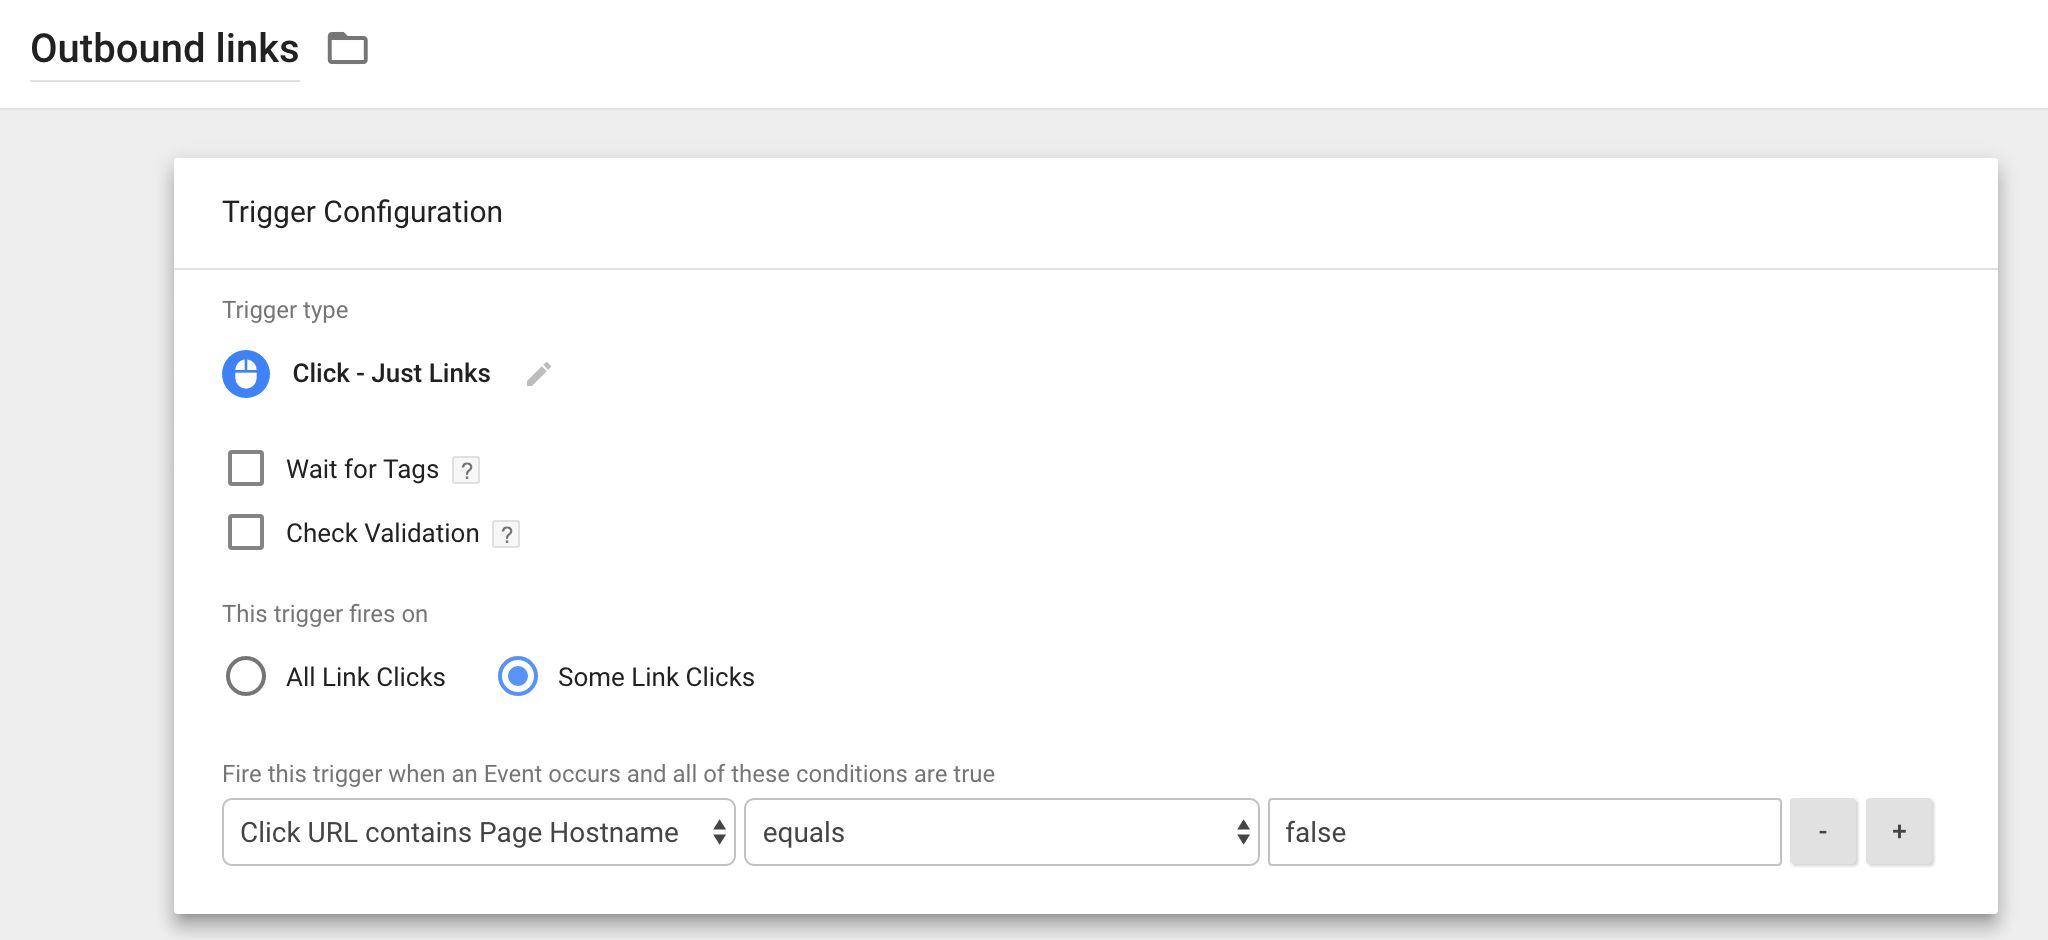 Outbound links
Trigger Configuration
Trigger type
Click - Just Links
Wait for Tags ?
Check Validation ?
This trigger fires on
All Link Clicks Some Link Clicks
Fire this trigger when an Event occurs and all of these conditions are true
Click URL contains Page Hostname equals false - +